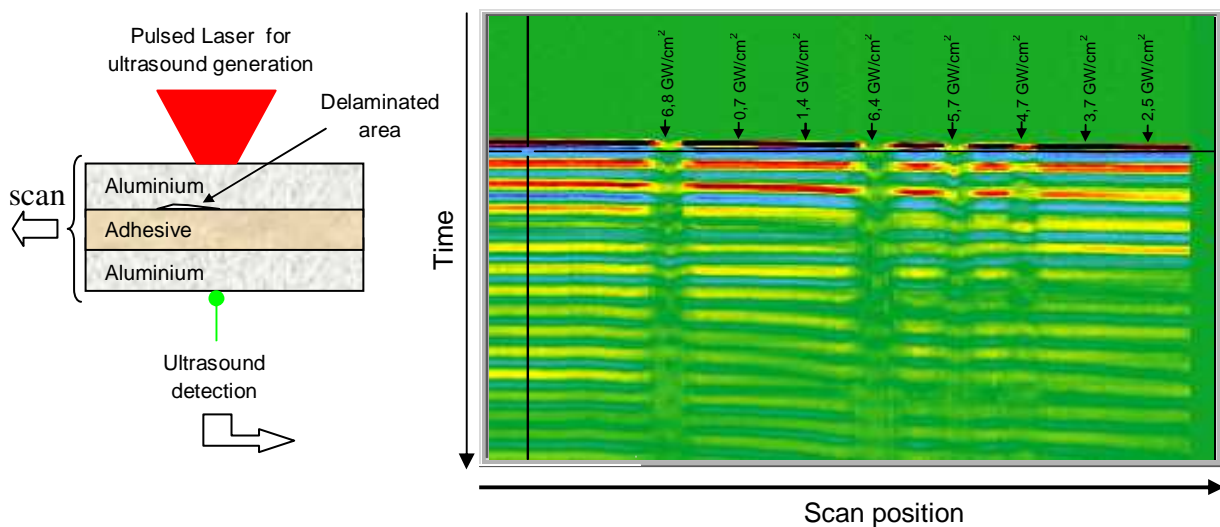 Pulsed Laser for
ultrasound generation
Delaminated
area
scan
Aluminium
Adhesive
Aluminium
Ultrasound
detection
Time
6,8 GW/cm²
0,7 GW/cm²
1,4 GW/cm²
6,4 GW/cm²
5,7 GW/cm²
4,7 GW/cm²
3,7 GW/cm²
2,5 GW/cm²
Scan position